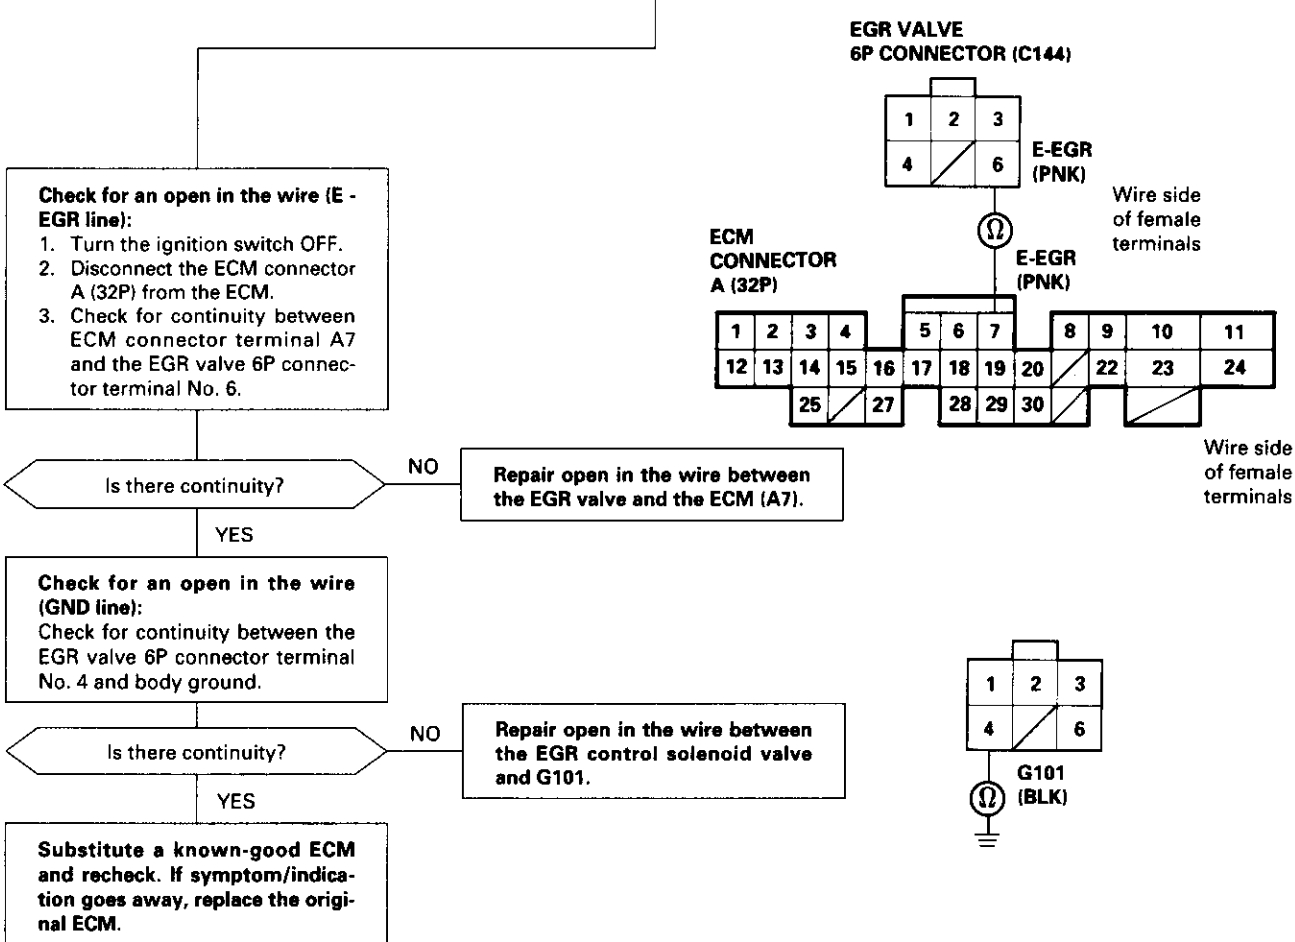 EGR VALVE
6P CONNECTOR (C144)
1 2 3
4 6
E-EGR
(PNK)
Wire side
of female
terminals
Ω
E-EGR
(PNK)
ECM
CONNECTOR
A (32P)
1 2 3 4 5 6 7 8 9 10 11
12 13 14 15 16 17 18 19 20 22 23 24
25 27 28 29 30
Wire side
of female
terminals
Check for an open in the wire (E -
EGR line):
1. Turn the ignition switch OFF.
2. Disconnect the ECM connector
A (32P) from the ECM.
3. Check for continuity between
ECM connector terminal A7
and the EGR valve 6P connec-
tor terminal No. 6.
Is there continuity?
NO
Repair open in the wire between
the EGR valve and the ECM (A7).
YES
Check for an open in the wire
(GND line):
Check for continuity between the
EGR valve 6P connector terminal
No. 4 and body ground.
Is there continuity?
NO
Repair open in the wire between
the EGR control solenoid valve
and G101.
YES
Substitute a known-good ECM
and recheck. If symptom/indica-
tion goes away, replace the origi-
nal ECM.
1 2 3
4 6
G101
(BLK)
Ω